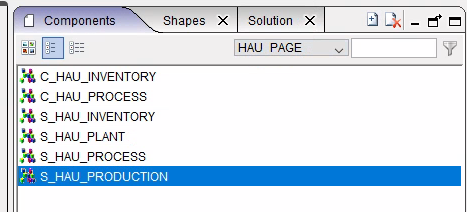 Components Shapes Solution
HAU_PAGE
C_HAU_INVENTORY
C_HAU_PROCESS
S_HAU_INVENTORY
S_HAU_PLANT
S_HAU_PROCESS
S_HAU_PRODUCTION